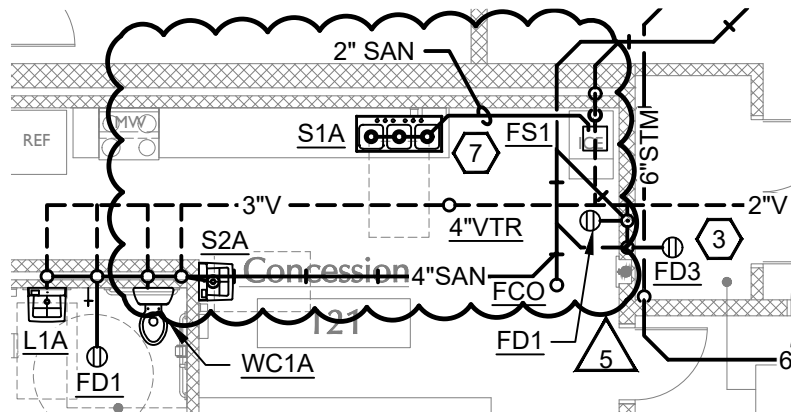 2" SAN
MW
REF
S1A
FS1
ICE
7
6"STM
3"V
4"VTR
2"V
S2A
3
Concession
4"SAN
FCO
FD3
121
L1A
FD1
WC1A
FD1
5
6